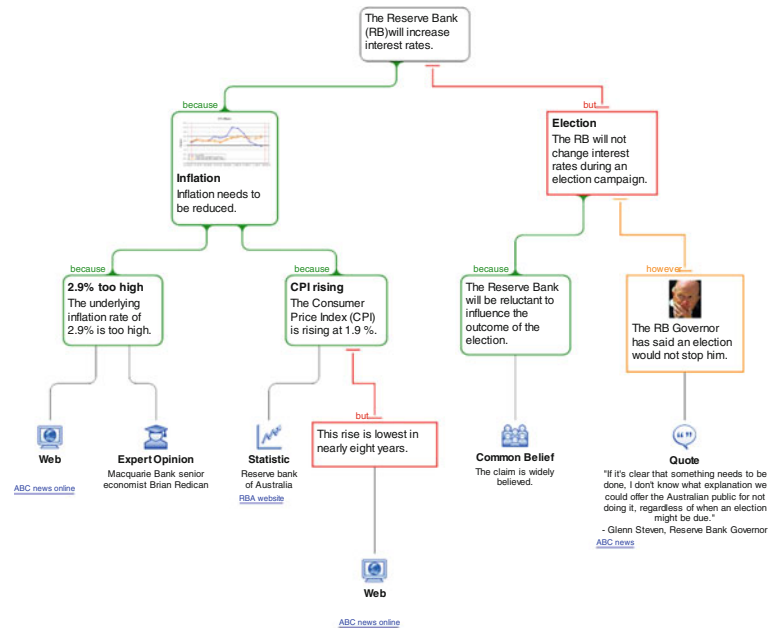 The Reserve Bank
(RB)will increase
interest rates.
because
but
Inflation
Inflation needs to
be reduced.
Election
The RB will not
change interest
rates during an
election campaign.
because
because
because
however
2.9% too high
The underlying
inflation rate of
2.9% is too high.
CPI rising
The Consumer
Price Index (CPI)
is rising at 1.9 %.
The Reserve Bank
will be reluctant to
influence the
outcome of the
election.
The RB Governor
has said an election
would not stop him.
but
This rise is lowest in
nearly eight years.
Web
ABC news online
Expert Opinion
Macquarie Bank senior
economist Brian Redican
Statistic
Reserve bank
of Australia
RBA website
Common Belief
The claim is widely
believed.
Quote
"If it's clear that something needs to be
done, I don't know what explanation we
could offer the Australian public for not
doing it, regardless of when an election
might be due."
- Glenn Steven, Reserve Bank Governor
ABC news
Web
ABC news online